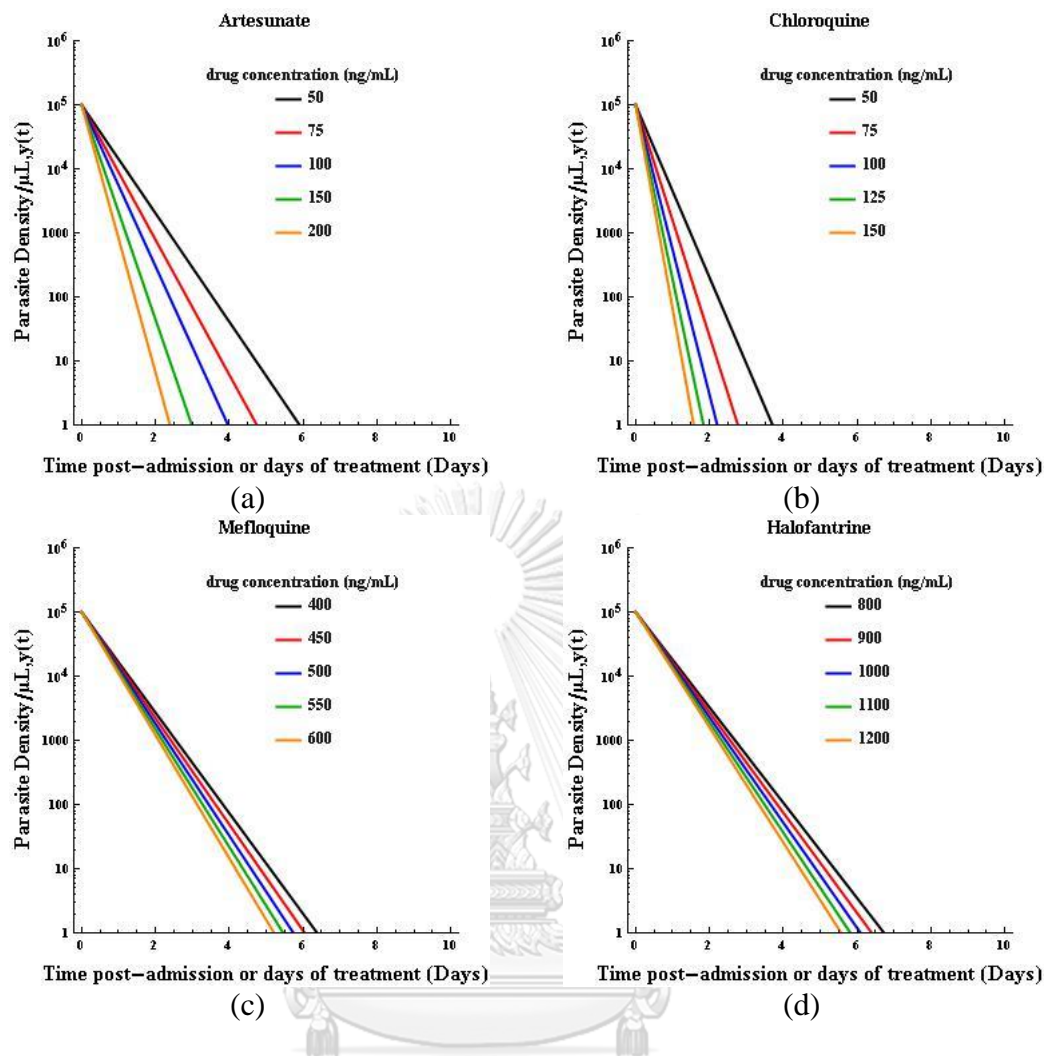 Artesunate
10^6
10^5
10^4
1000
100
10
1
Parasite Density/μL,y(t)
drug concentration (ng/mL)
50
75
100
150
200
0 2 4 6 8 10
Time post-admission or days of treatment (Days)
(a)
Chloroquine
10^6
10^5
10^4
1000
100
10
1
Parasite Density/μL,y(t)
drug concentration (ng/mL)
50
75
100
125
150
0 2 4 6 8 10
Time post-admission or days of treatment (Days)
(b)
Mefloquine
10^6
10^5
10^4
1000
100
10
1
Parasite Density/μL,y(t)
drug concentration (ng/mL)
400
450
500
550
600
0 2 4 6 8 10
Time post-admission or days of treatment (Days)
(c)
Halofantrine
10^6
10^5
10^4
1000
100
10
1
Parasite Density/μL,y(t)
drug concentration (ng/mL)
800
900
1000
1100
1200
0 2 4 6 8 10
Time post-admission or days of treatment (Days)
(d)